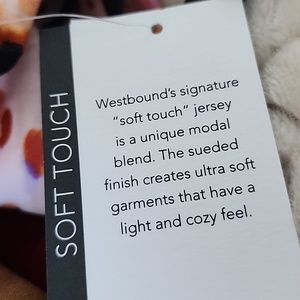 SOFT TOUCH
Westbound's signature
"soft touch" jersey
is a unique modal
blend. The sueded
finish creates ultra soft
garments that have a
light and cozy feel.